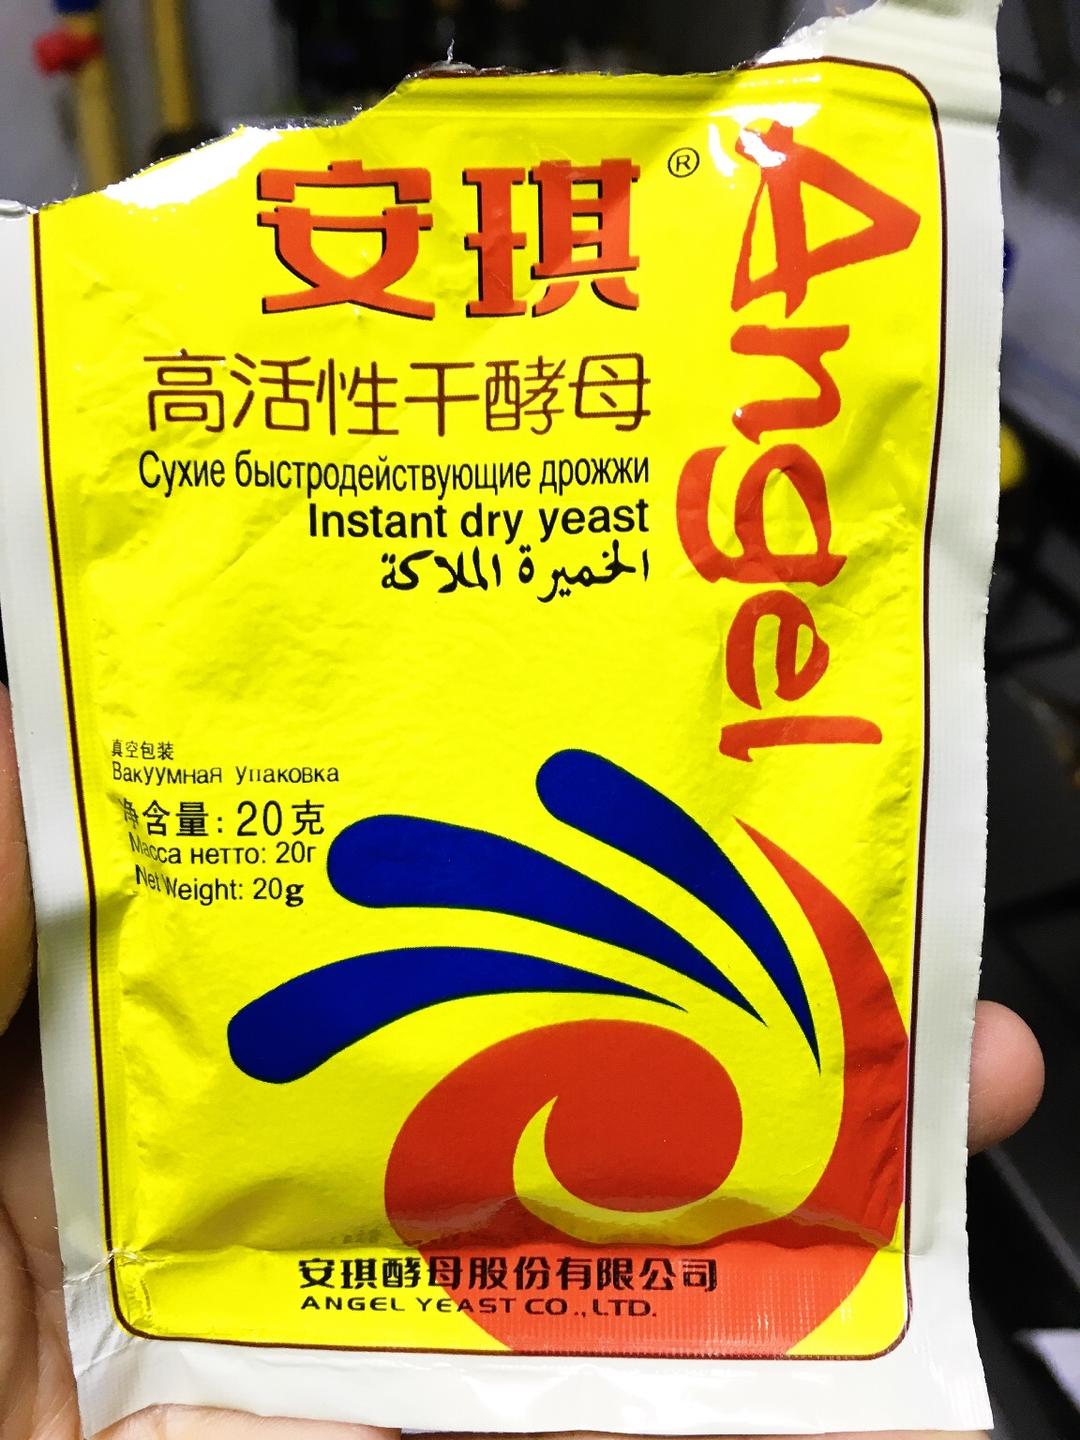 安琪®
Angel
高活性干酵母
Сухие быстродействующие дрожжи
Instant dry yeast
الخميرة الملاكة
真空包装
Вакуумная упаковка
净含量: 20克
Масса нетто: 20г
Net Weight: 20g
安琪酵母股份有限公司
ANGEL YEAST CO.,LTD.